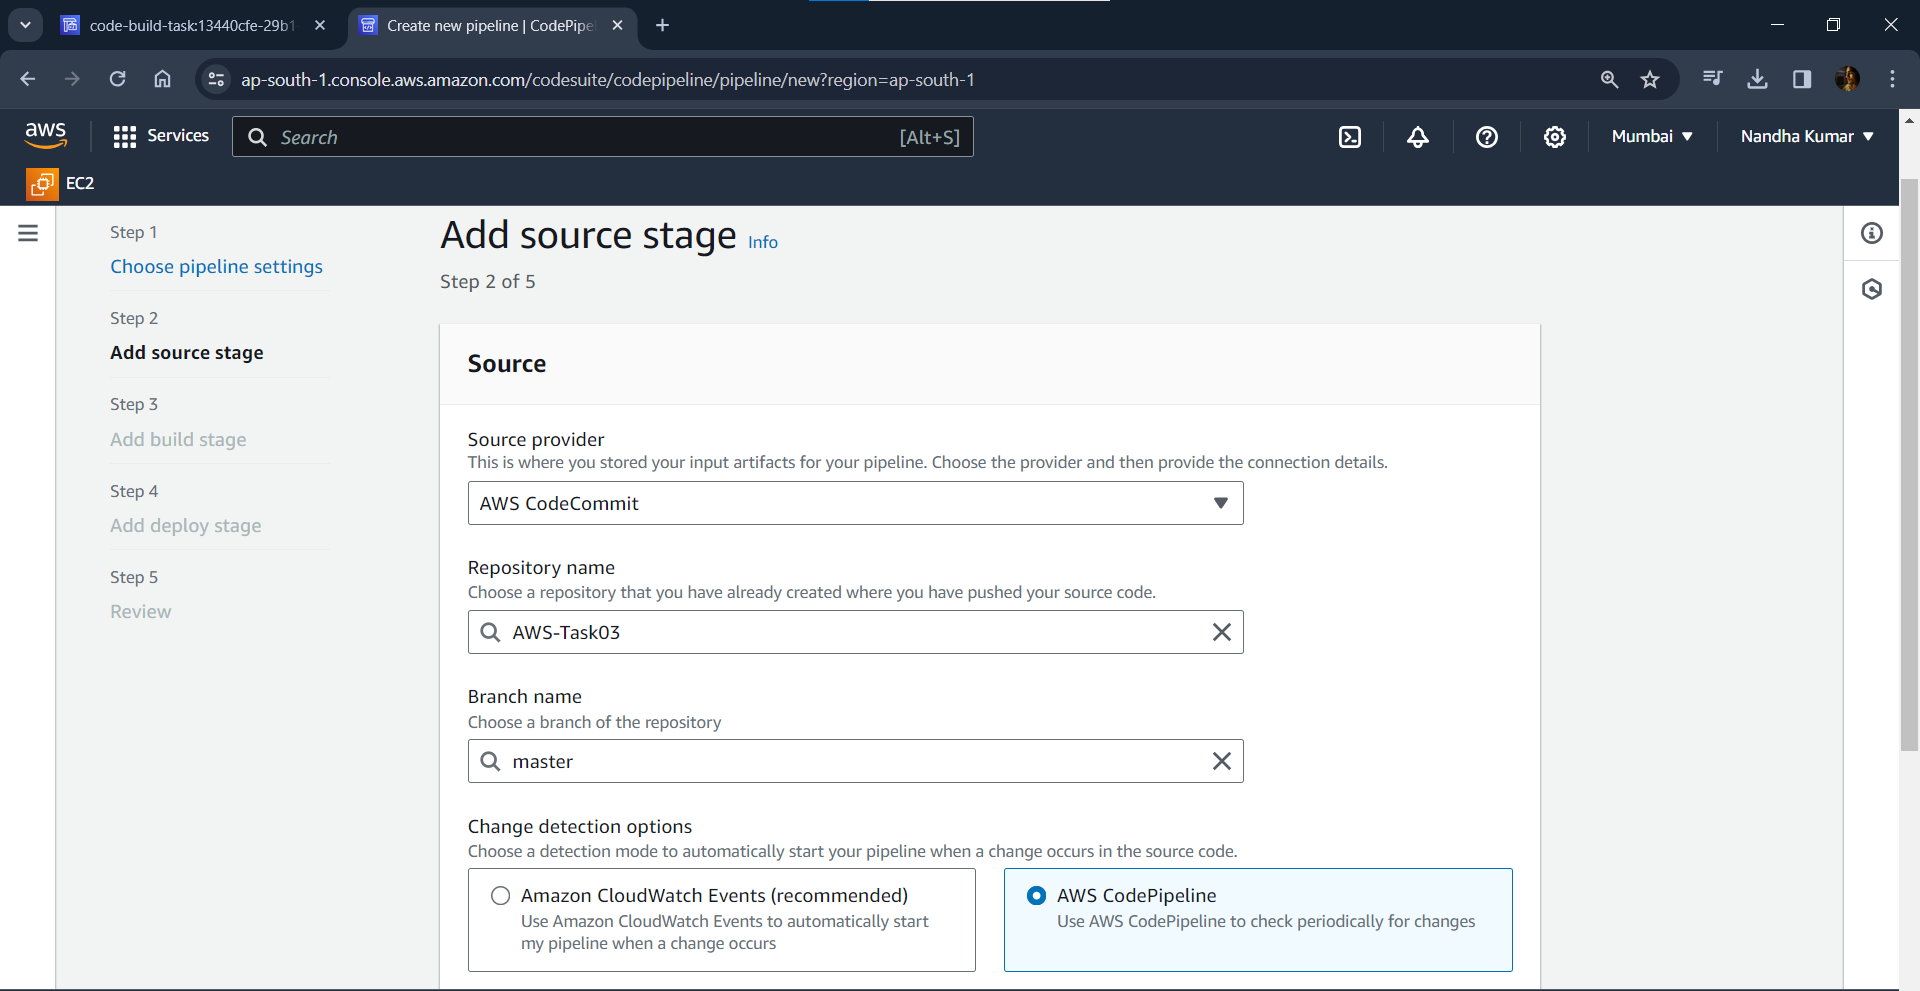 code-build-task:13440cfe-29b1
Create new pipeline | CodePipe
ap-south-1.console.aws.amazon.com/codesuite/codepipeline/pipeline/new?region=ap-south-1
aws
Services
Search
[Alt+S]
Mumbai
Nandha Kumar
EC2
Step 1
Choose pipeline settings
Step 2
Add source stage
Step 3
Add build stage
Step 4
Add deploy stage
Step 5
Review
Add source stage Info
Step 2 of 5
Source
Source provider
This is where you stored your input artifacts for your pipeline. Choose the provider and then provide the connection details.
AWS CodeCommit
Repository name
Choose a repository that you have already created where you have pushed your source code.
AWS-Task03
Branch name
Choose a branch of the repository
master
Change detection options
Choose a detection mode to automatically start your pipeline when a change occurs in the source code.
Amazon CloudWatch Events (recommended)
Use Amazon CloudWatch Events to automatically start
my pipeline when a change occurs
AWS CodePipeline
Use AWS CodePipeline to check periodically for changes